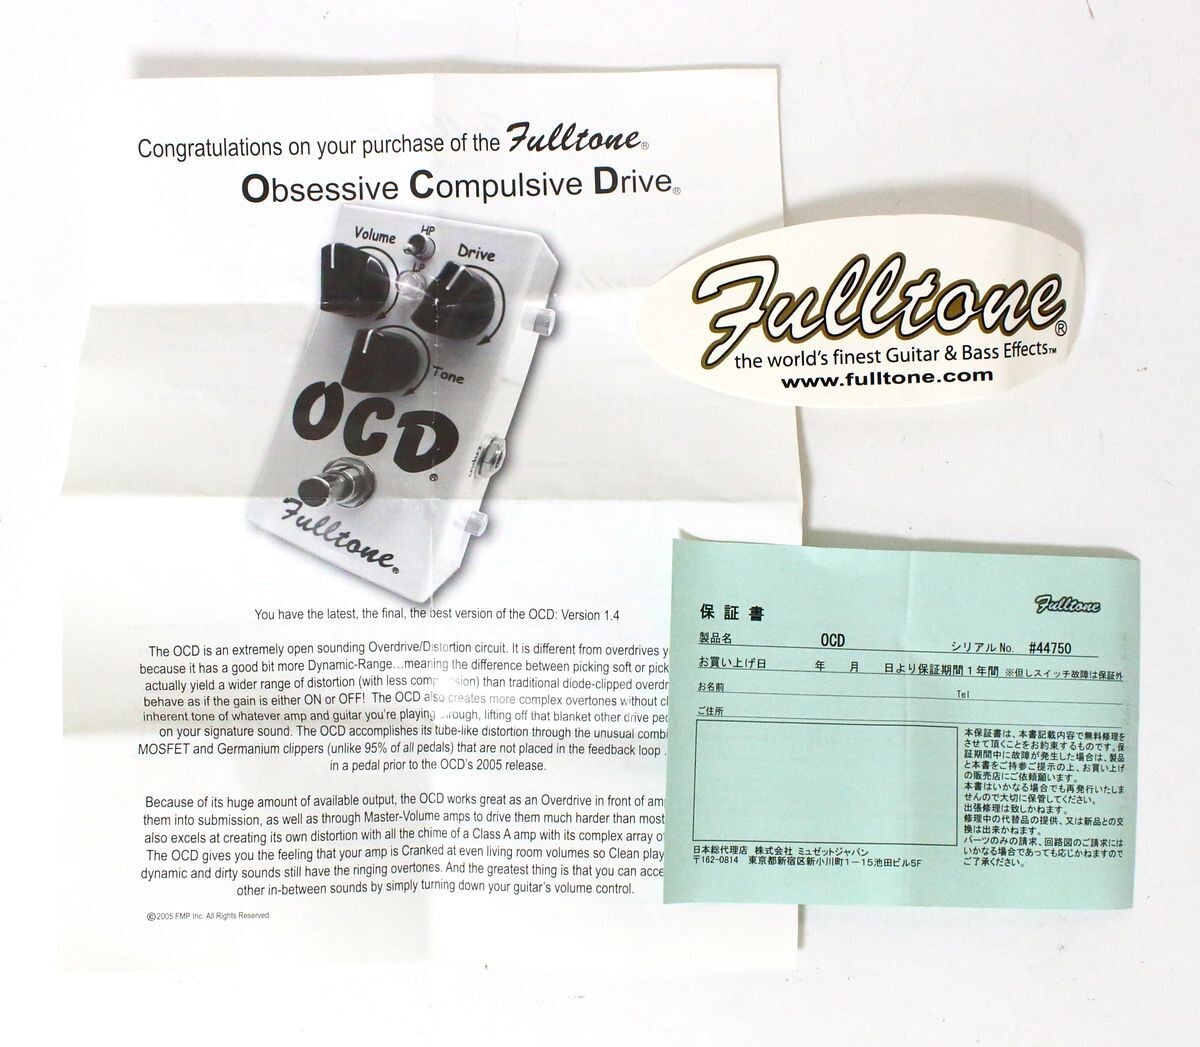 Congratulations on your purchase of the Fulltone®
Obsessive Compulsive Drive®
Volume
HP
LP
Drive
Tone
OCD®
Fulltone®
You have the latest, the final, the best version of the OCD: Version 1.4
The OCD is an extremely open sounding Overdrive/Distortion circuit. It is different from overdrives y
because it has a good bit more Dynamic-Range...meaning the difference between picking soft or pick
actually yield a wider range of distortion (with less comp sion) than traditional diode-clipped overdr
behave as if the gain is either ON or OFF! The OCD also creates more complex overtones without cl
inherent tone of whatever amp and guitar you're playing rough, lifting off that blanket other drive ped
on your signature sound. The OCD accomplishes its tube-like distortion through the unusual combi
MOSFET and Germanium clippers (unlike 95% of all pedals) that are not placed in the feedback loop .
in a pedal prior to the OCD's 2005 release.
Because of its huge amount of available output, the OCD works great as an Overdrive in front of am
them into submission, as well as through Master-Volume amps to drive them much harder than most
also excels at creating its own distortion with all the chime of a Class A amp with its complex array o
The OCD gives you the feeling that your amp is Cranked at even living room volumes so Clean play
dynamic and dirty sounds still have the ringing overtones. And the greatest thing is that you can acce
other in-between sounds by simply turning down your guitar's volume control.
©2005 FMP Inc. All Rights Reserved
Fulltone®
the world's finest Guitar & Bass Effects™
www.fulltone.com
Fulltone
保 証 書
製品名 OCD シリアル No. #44750
お買い上げ日 年 月 日より保証期間１年間 ※但しスイッチ故障は保証外
お名前 Tel
ご住所
本保証書は、本書記載内容で無料修理を
させて頂くことをお約束するものです。保
証期間中に故障が発生した場合は、製品
と本書をご持参ご提示の上、お買い上げ
の販売店にご依頼願います。
本書はいかなる場合でも再発行いたしま
せんので大切に保管してください。
出張修理は致しかねます。
修理中の代替品の提供、又は新品との交
換は出来かねます。
パーツのみの請求、回路図のご請求には
いかなる場合であっても応じかねますので
ご了承ください。
日本総代理店 株式会社 ミュゼットジャパン
〒162-0814 東京都新宿区新小川町１－１５池田ビル5F